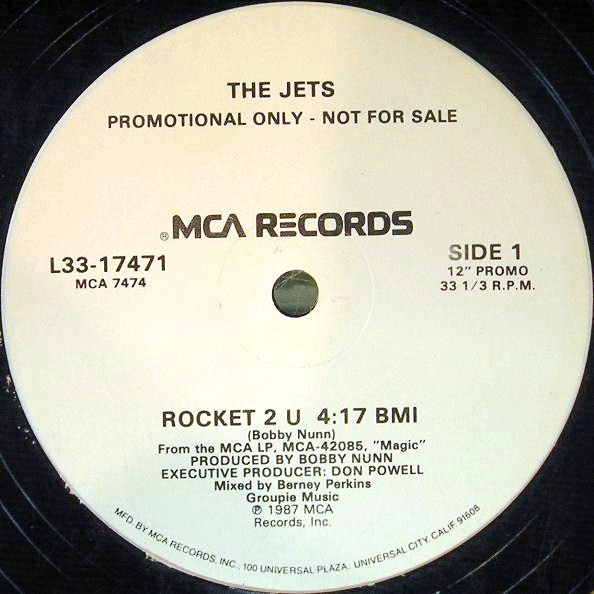 THE JETS
PROMOTIONAL ONLY - NOT FOR SALE
® MCA RECORDS
L33-17471
MCA 7474
SIDE 1
12" PROMO
33 1/3 R.P.M.
ROCKET 2 U 4:17 BMI
(Bobby Nunn)
From the MCA LP, MCA-42085, "Magic"
PRODUCED BY BOBBY NUNN
EXECUTIVE PRODUCER: DON POWELL
Mixed by Berney Perkins
Groupie Music
℗ 1987 MCA
Records, Inc.
MFD. BY MCA RECORDS, INC., 100 UNIVERSAL PLAZA, UNIVERSAL CITY, CALIF. 91608